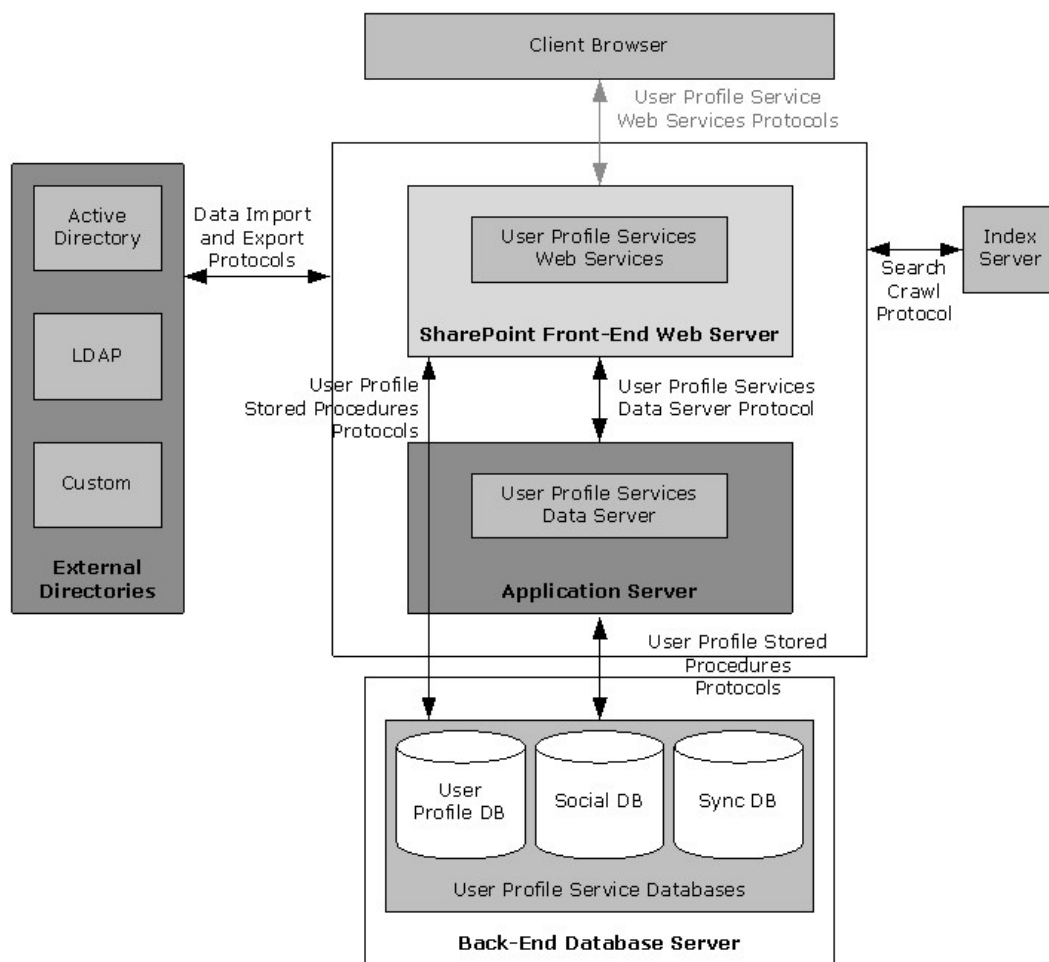 Client Browser
User Profile Service
Web Services Protocols
Active
Directory
LDAP
Custom
External
Directories
Data Import
and Export
Protocols
User Profile Services
Web Services
SharePoint Front-End Web Server
Index
Server
Search
Crawl
Protocol
User Profile
Stored Procedures
Protocols
User Profile Services
Data Server Protocol
User Profile Services
Data Server
Application Server
User Profile Stored
Procedures
Protocols
User
Profile DB
Social DB
Sync DB
User Profile Service Databases
Back-End Database Server